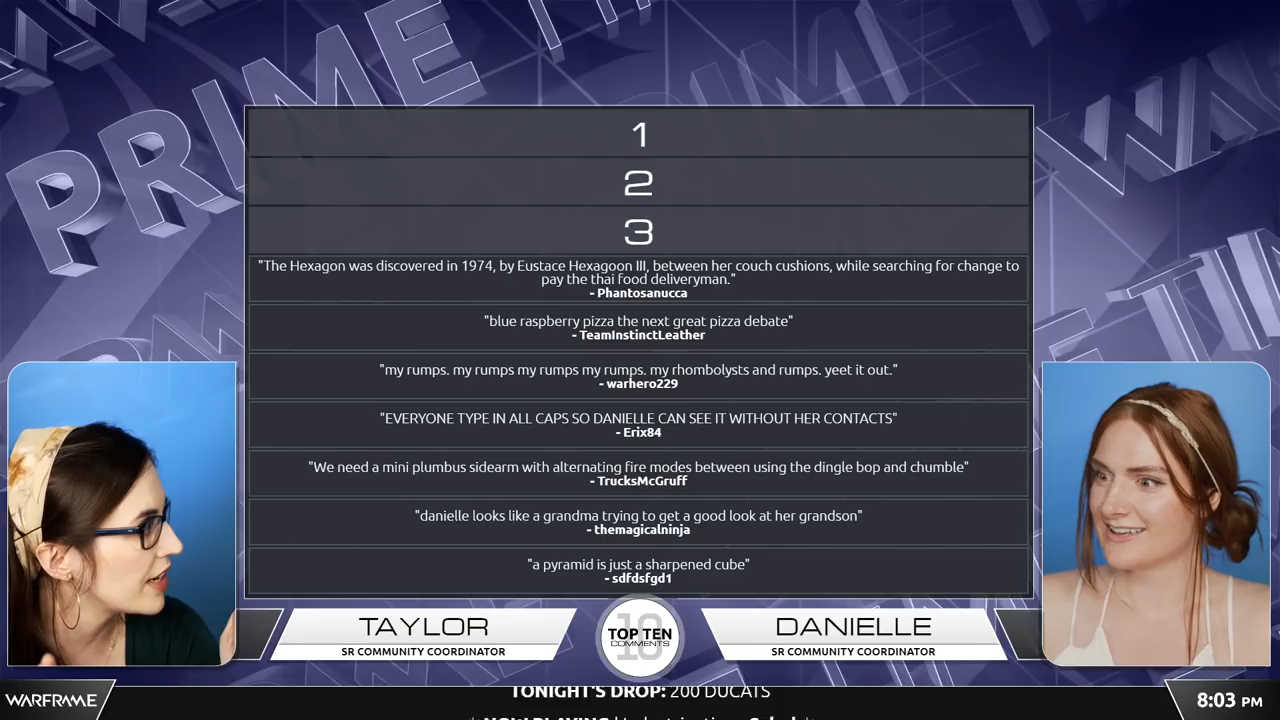 PRIME
1
2
3
"The Hexagon was discovered in 1974, by Eustace Hexagoon III, between her couch cushions, while searching for change to
pay the thai food deliveryman."
- Phantosanucca
"blue raspberry pizza the next great pizza debate"
- TeamInstinctLeather
"my rumps. my rumps my rumps my rumps. my rhombolysts and rumps. yeet it out."
- warhero229
"EVERYONE TYPE IN ALL CAPS SO DANIELLE CAN SEE IT WITHOUT HER CONTACTS"
- Erix84
"We need a mini plumbus sidearm with alternating fire modes between using the dingle bop and chumble"
- TrucksMcGruff
"danielle looks like a grandma trying to get a good look at her grandson"
- themagicalninja
"a pyramid is just a sharpened cube"
- sdfdsfgd1
TAYLOR
SR COMMUNITY COORDINATOR
10
TOP TEN
COMMENTS
DANIELLE
SR COMMUNITY COORDINATOR
WARFRAME
TONIGHT'S DROP: 200 DUCATS
8:03 PM